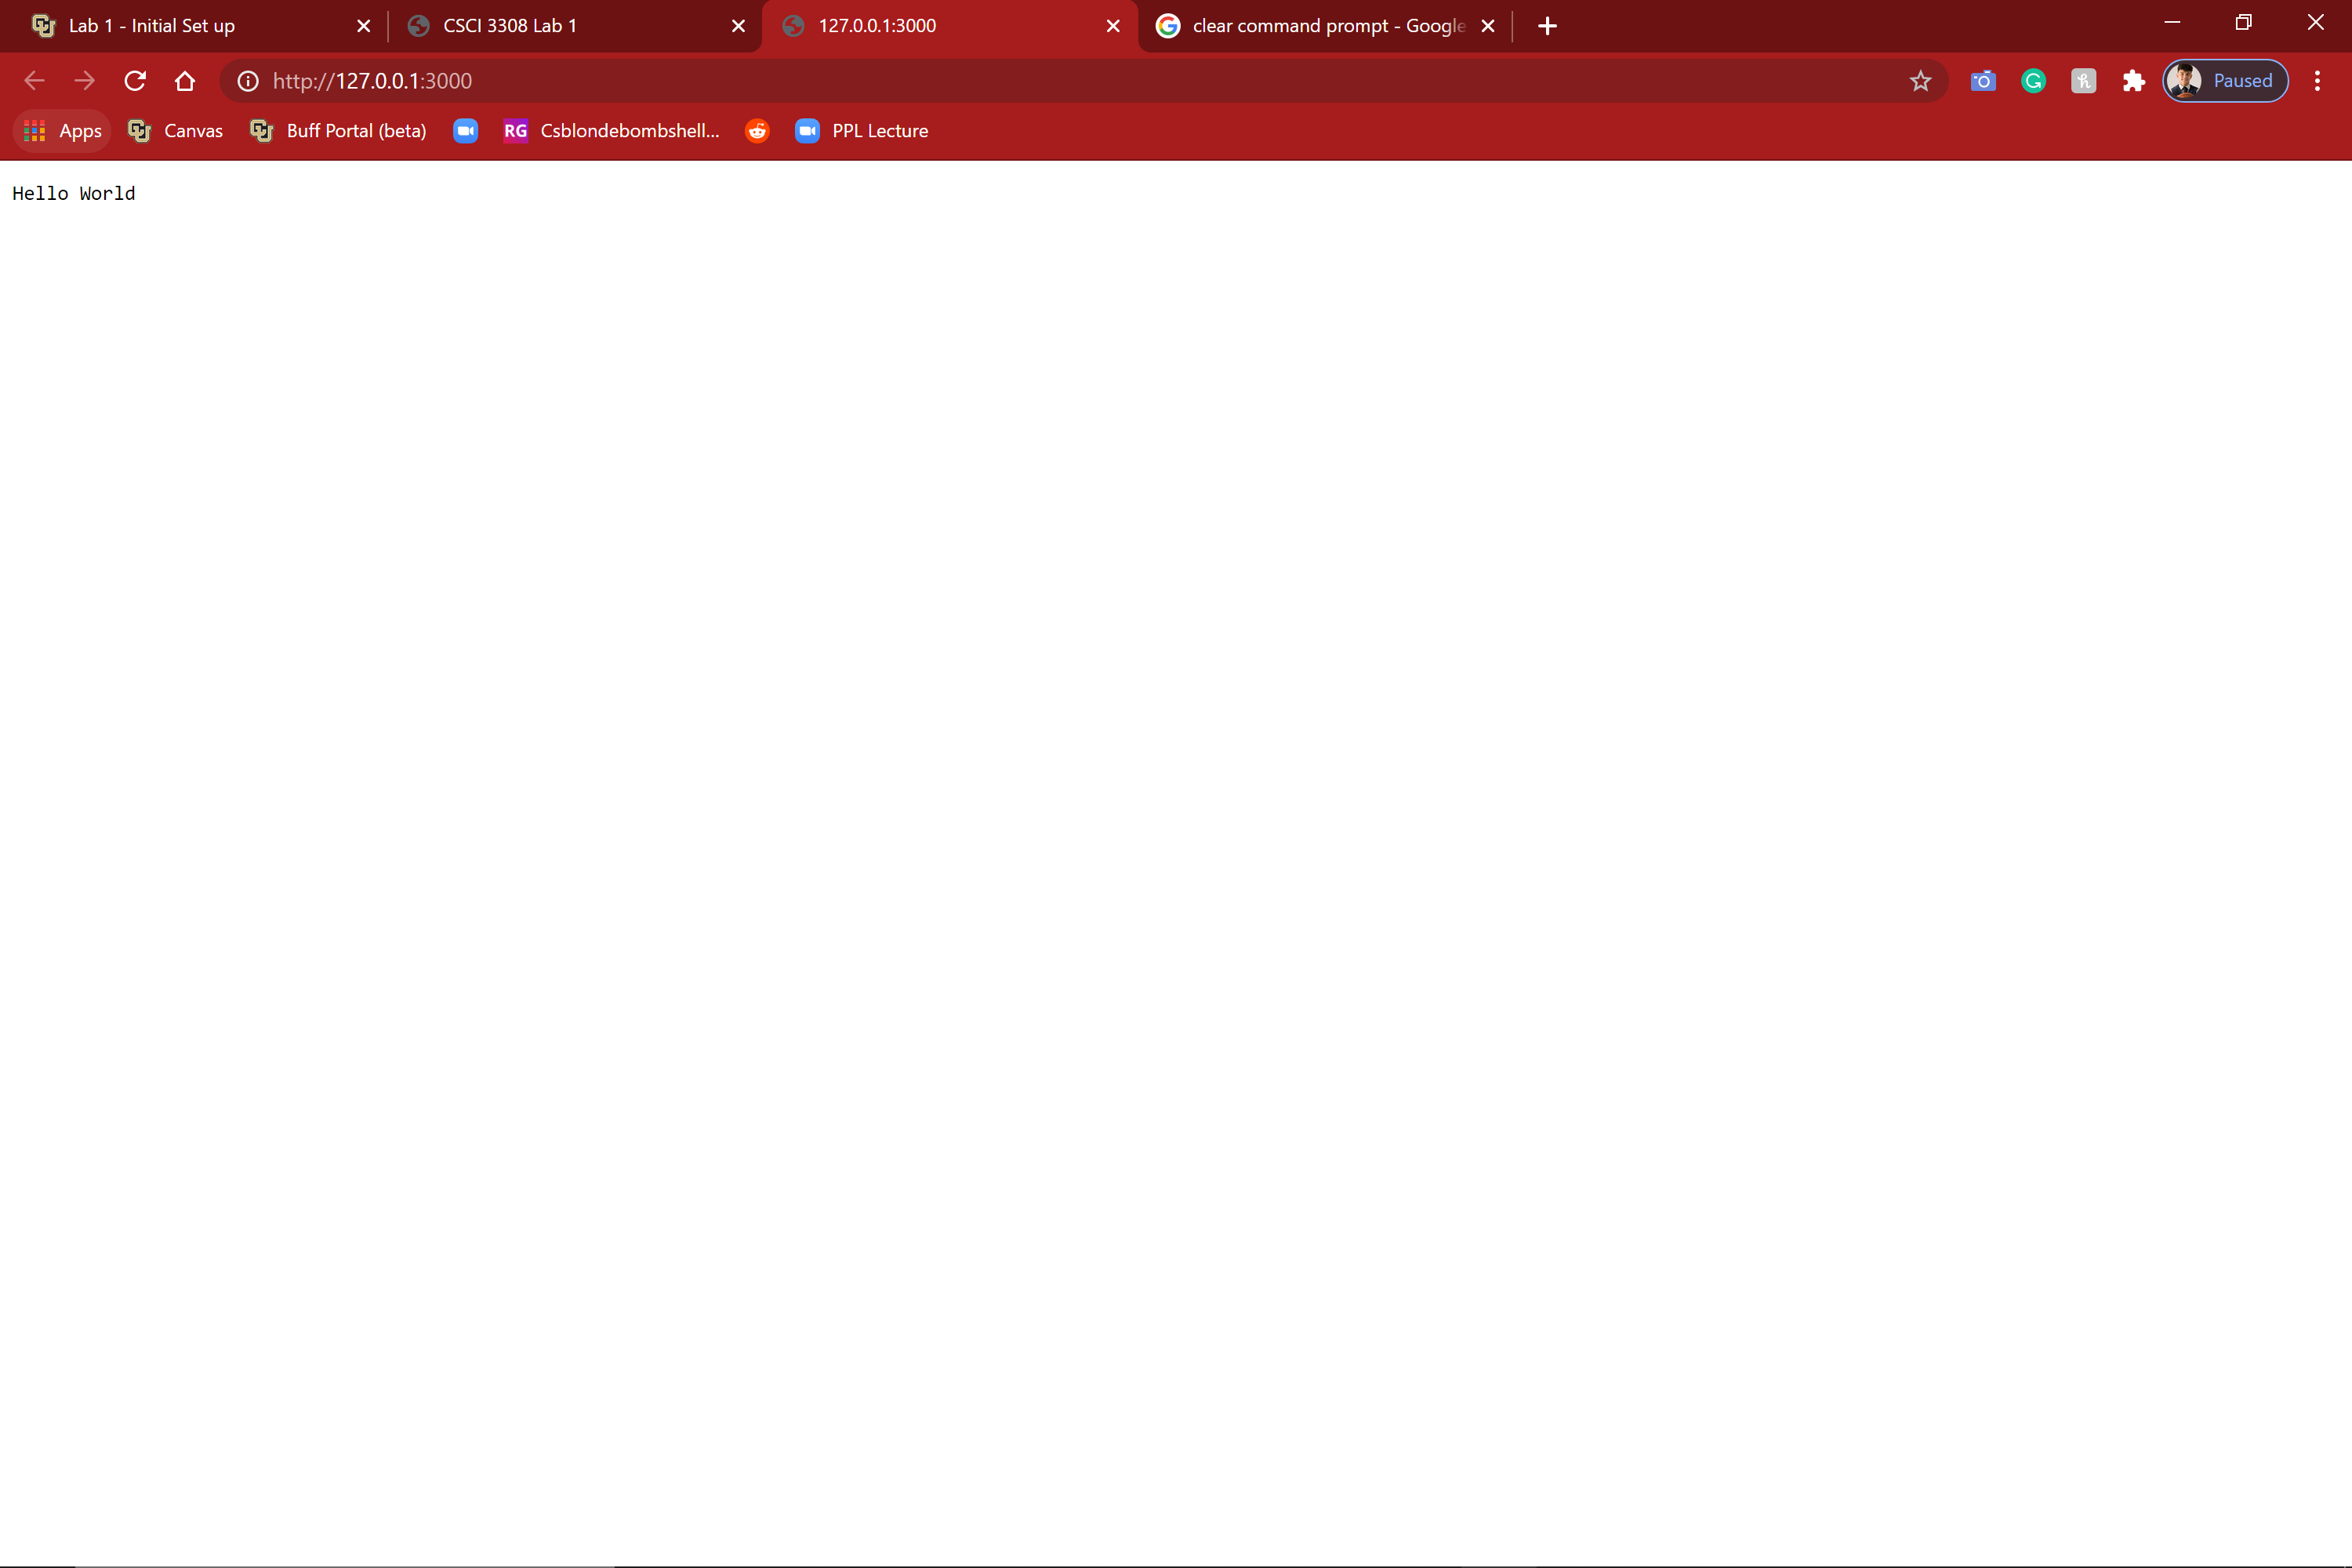 Lab 1 - Initial Set up
CSCI 3308 Lab 1
127.0.0.1:3000
clear command prompt - Google
http://127.0.0.1:3000
Paused
Apps
Canvas
Buff Portal (beta)
RG
Csblondebombshell...
PPL Lecture
Hello World